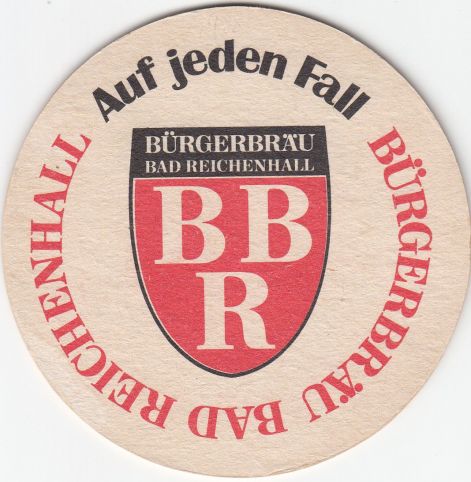 Auf jeden Fall
BÜRGERBRÄU
BAD REICHENHALL
BB
R
BÜRGERBRÄU BAD REICHENHALL